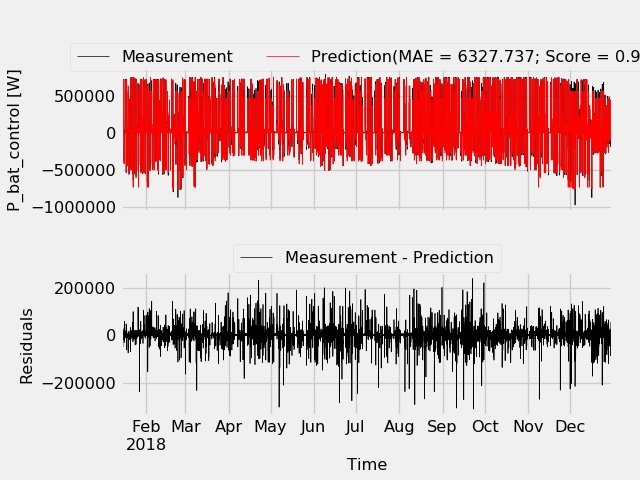 Measurement
Prediction(MAE = 6327.737; Score = 0.9
P_bat_control [W]
500000
0
−500000
−1000000
Measurement - Prediction
Residuals
200000
0
−200000
Feb Mar Apr May Jun Jul Aug Sep Oct Nov Dec
2018
Time